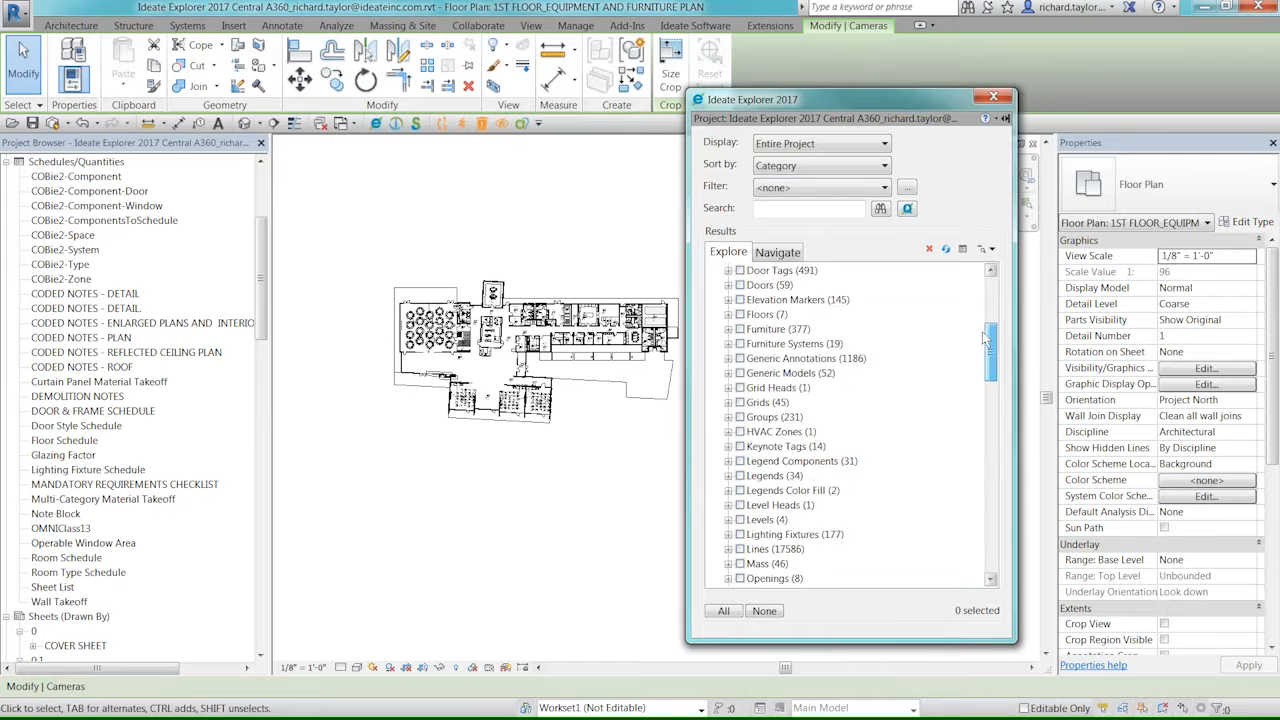 Ideate Explorer 2017 Central A360_richard.taylor@ideateinc.com.rvt - Floor Plan: 1ST FLOOR_EQUIPMENT AND FURNITURE PLAN
Type a keyword or phrase
richard.taylor...
Architecture Structure Systems Insert Annotate Analyze Massing & Site Collaborate View Manage Add-Ins Ideate Software Extensions Modify | Cameras
Modify
Paste
Cope
Cut
Join
Size
Crop
Reset
Select Properties Clipboard Geometry Modify View Measure Create Crop
Project Browser - Ideate Explorer 2017 Central A360_richar...
Schedules/Quantities
COBie2-Component
COBie2-Component-Door
COBie2-Component-Window
COBie2-ComponentsToSchedule
COBie2-Space
COBie2-System
COBie2-Type
COBie2-Zone
CODED NOTES - DETAIL
CODED NOTES - DETAIL
CODED NOTES - ENLARGED PLANS AND INTERIO
CODED NOTES - PLAN
CODED NOTES - REFLECTED CEILING PLAN
CODED NOTES - ROOF
Curtain Panel Material Takeoff
DEMOLITION NOTES
DOOR & FRAME SCHEDULE
Door Style Schedule
Floor Schedule
Glazing Factor
Lighting Fixture Schedule
MANDATORY REQUIREMENTS CHECKLIST
Multi-Category Material Takeoff
Note Block
OMNIClass13
Operable Window Area
Room Schedule
Room Type Schedule
Sheet List
Wall Takeoff
Sheets (Drawn By)
0
COVER SHEET
0.1
Ideate Explorer 2017
Project: Ideate Explorer 2017 Central A360_richard.taylor@...
Display: Entire Project
Sort by: Category
Filter: <none> ...
Search:
Results
Explore Navigate
Door Tags (491)
Doors (59)
Elevation Markers (145)
Floors (7)
Furniture (377)
Furniture Systems (19)
Generic Annotations (1186)
Generic Models (52)
Grid Heads (1)
Grids (45)
Groups (231)
HVAC Zones (1)
Keynote Tags (14)
Legend Components (31)
Legends (34)
Legends Color Fill (2)
Level Heads (1)
Levels (4)
Lighting Fixtures (177)
Lines (17586)
Mass (46)
Openings (8)
All None 0 selected
Properties
Floor Plan
Floor Plan: 1ST FLOOR_EQUIPM Edit Type
Graphics
View Scale 1/8" = 1'-0"
Scale Value 1: 96
Display Model Normal
Detail Level Coarse
Parts Visibility Show Original
Detail Number 1
Rotation on Sheet None
Visibility/Graphics ... Edit...
Graphic Display Op... Edit...
Orientation Project North
Wall Join Display Clean all wall joins
Discipline Architectural
Show Hidden Lines By Discipline
Color Scheme Loca... Background
Color Scheme <none>
System Color Sche... Edit...
Default Analysis Di... None
Sun Path
Underlay
Range: Base Level None
Range: Top Level Unbounded
Underlay Orientation Look down
Extents
Crop View
Crop Region Visible
Properties help Apply
1/8" = 1'-0"
Modify | Cameras
Click to select, TAB for alternates, CTRL adds, SHIFT unselects.
Workset1 (Not Editable) :0 Main Model Editable Only :0